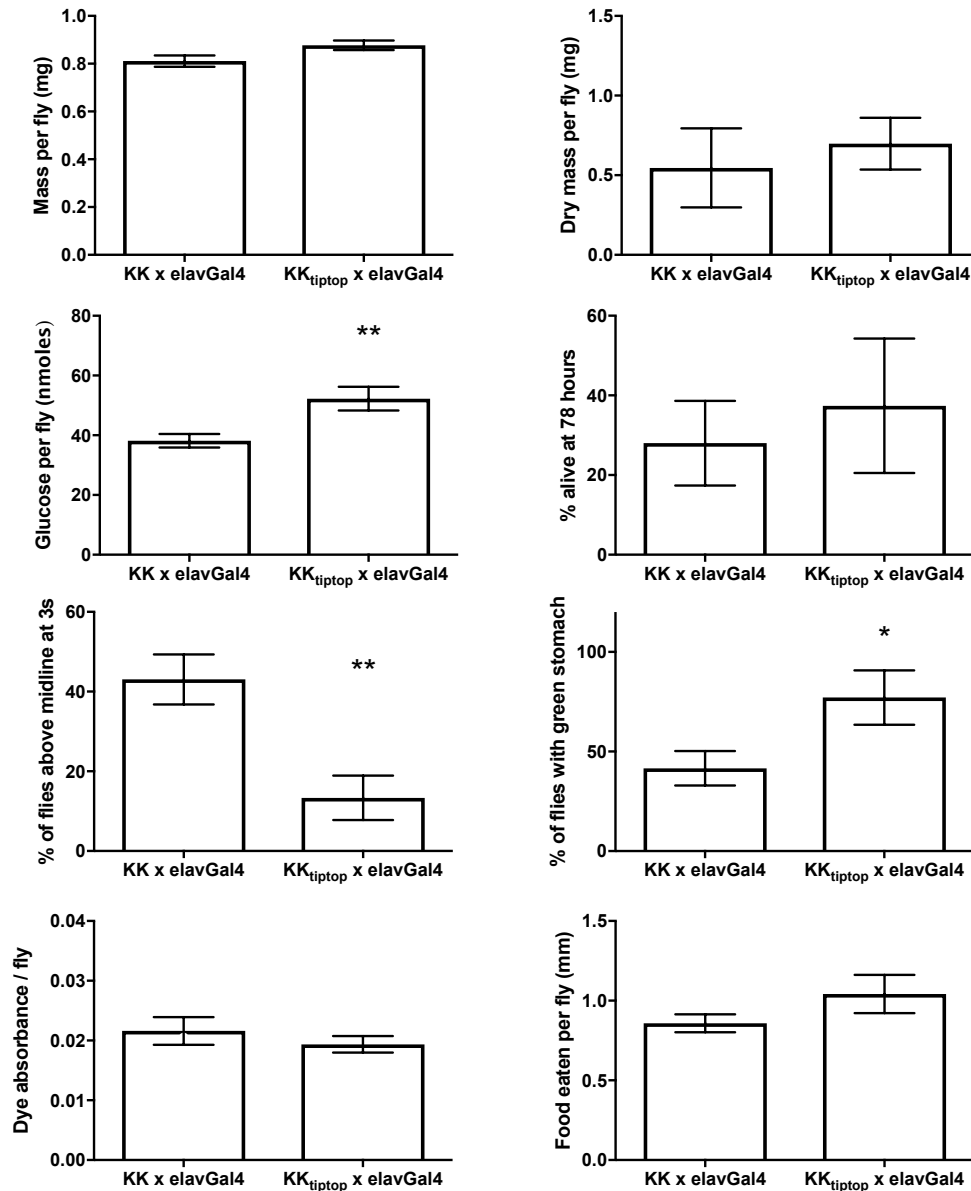 Mass per fly (mg)
1.0
0.8
0.6
0.4
0.2
0.0
KK x elavGal4 KKtiptop x elavGal4
Dry mass per fly (mg)
1.5
1.0
0.5
0.0
KK x elavGal4 KKtiptop x elavGal4
Glucose per fly (nmoles)
80
60
40
20
0
**
KK x elavGal4 KKtiptop x elavGal4
% alive at 78 hours
60
40
20
0
KK x elavGal4 KKtiptop x elavGal4
% of flies above midline at 3s
60
40
20
0
**
KK x elavGal4 KKtiptop x elavGal4
% of flies with green stomach
100
50
0
*
KK x elavGal4 KKtiptop x elavGal4
Dye absorbance / fly
0.04
0.03
0.02
0.01
0.00
KK x elavGal4 KKtiptop x elavGal4
Food eaten per fly (mm)
1.5
1.0
0.5
0.0
KK x elavGal4 KKtiptop x elavGal4